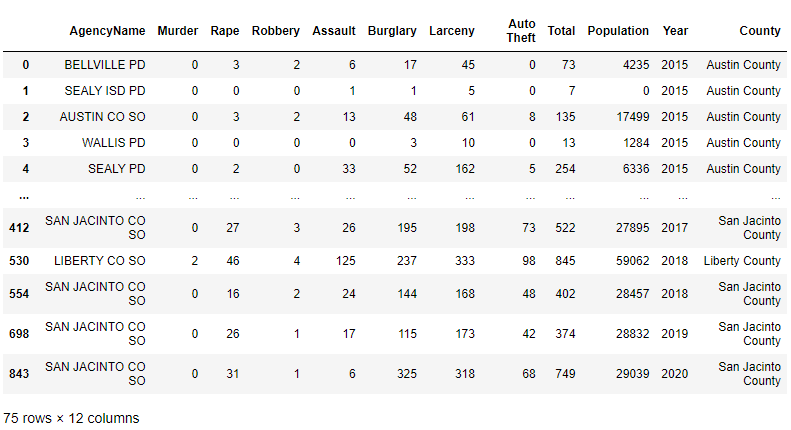 AgencyName Murder Rape Robbery Assault Burglary Larceny Auto Theft Total Population Year County
0 BELLVILLE PD 0 3 2 6 17 45 0 73 4235 2015 Austin County
1 SEALY ISD PD 0 0 0 1 1 5 0 7 0 2015 Austin County
2 AUSTIN CO SO 0 3 2 13 48 61 8 135 17499 2015 Austin County
3 WALLIS PD 0 0 0 0 3 10 0 13 1284 2015 Austin County
4 SEALY PD 0 2 0 33 52 162 5 254 6336 2015 Austin County
... ... ... ... ... ... ... ... ... ... ... ... ...
412 SAN JACINTO CO SO 0 27 3 26 195 198 73 522 27895 2017 San Jacinto County
530 LIBERTY CO SO 2 46 4 125 237 333 98 845 59062 2018 Liberty County
554 SAN JACINTO CO SO 0 16 2 24 144 168 48 402 28457 2018 San Jacinto County
698 SAN JACINTO CO SO 0 26 1 17 115 173 42 374 28832 2019 San Jacinto County
843 SAN JACINTO CO SO 0 31 1 6 325 318 68 749 29039 2020 San Jacinto County
75 rows × 12 columns